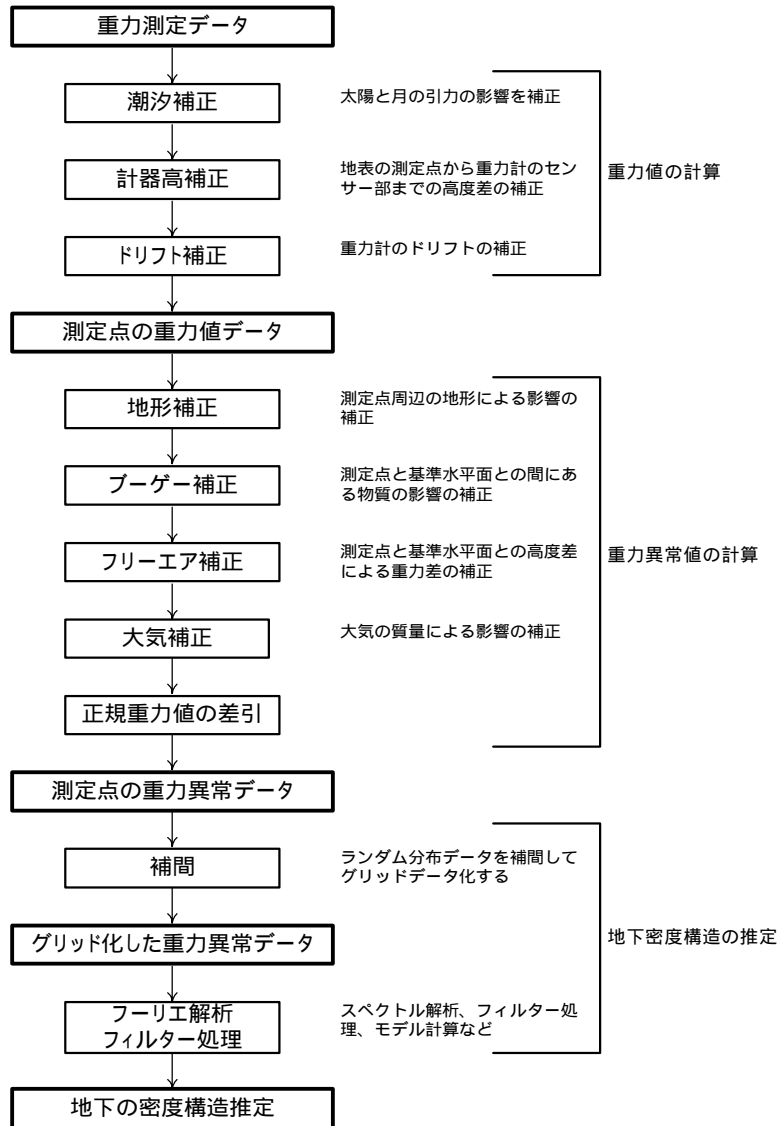 重力測定データ
潮汐補正
太陽と月の引力の影響を補正
計器高補正
地表の測定点から重力計のセン
サー部までの高度差の補正
重力値の計算
ドリフト補正
重力計のドリフトの補正
測定点の重力値データ
地形補正
測定点周辺の地形による影響の
補正
ブーゲー補正
測定点と基準水平面との間にあ
る物質の影響の補正
フリーエア補正
測定点と基準水平面との高度差
による重力差の補正
重力異常値の計算
大気補正
大気の質量による影響の補正
正規重力値の差引
測定点の重力異常データ
補間
ランダム分布データを補間して
グリッドデータ化する
グリッド化した重力異常データ
地下密度構造の推定
フーリエ解析
フィルター処理
スペクトル解析、フィルター処
理、モデル計算など
地下の密度構造推定